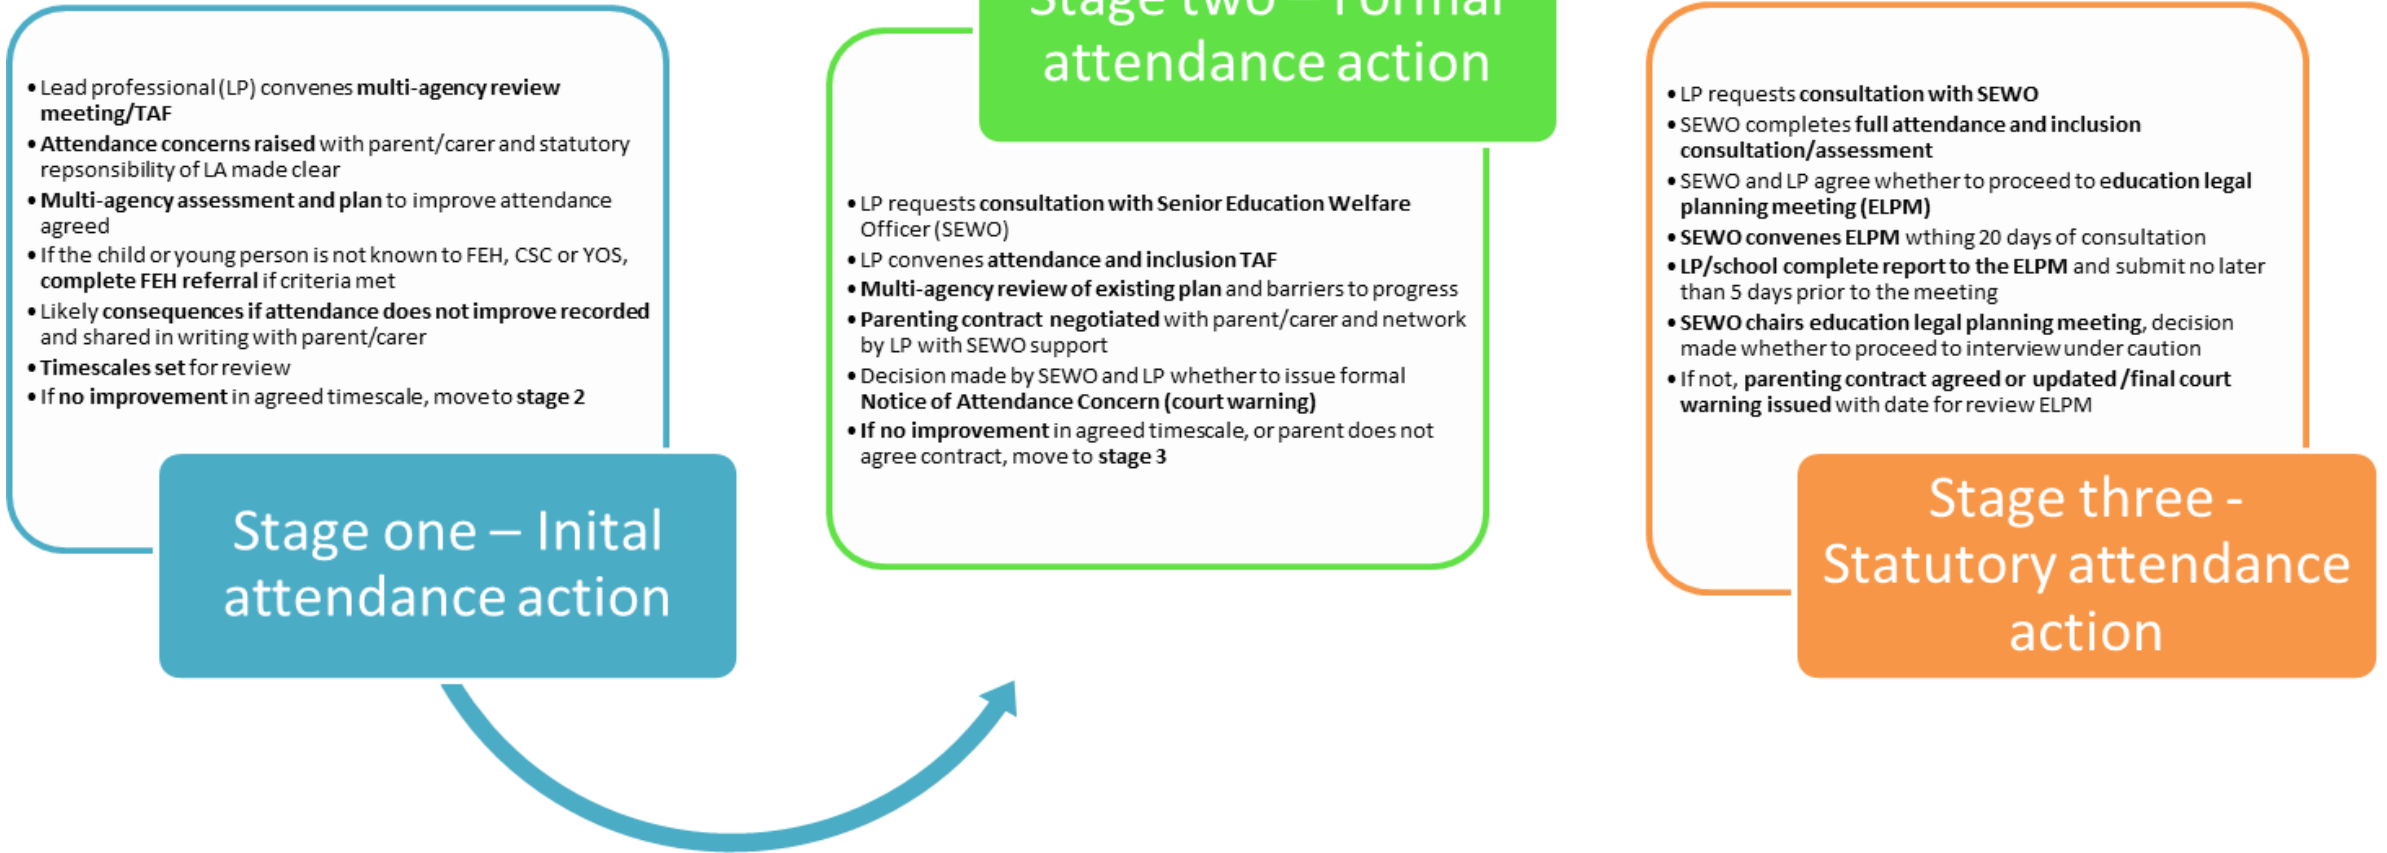 • Lead professional (LP) convenes multi-agency review
meeting/TAF
• Attendance concerns raised with parent/carer and statutory
repsonsibility of LA made clear
• Multi-agency assessment and plan to improve attendance
agreed
• If the child or young person is not known to FEH, CSC or YOS,
complete FEH referral if criteria met
• Likely consequences if attendance does not improve recorded
and shared in writing with parent/carer
• Timescales set for review
• If no improvement in agreed timescale, move to stage 2
Stage one – Inital
attendance action
Stage two – Formal
attendance action
• LP requests consultation with Senior Education Welfare
Officer (SEWO)
• LP convenes attendance and inclusion TAF
• Multi-agency review of existing plan and barriers to progress
• Parenting contract negotiated with parent/carer and network
by LP with SEWO support
• Decision made by SEWO and LP whether to issue formal
Notice of Attendance Concern (court warning)
• If no improvement in agreed timescale, or parent does not
agree contract, move to stage 3
• LP requests consultation with SEWO
• SEWO completes full attendance and inclusion
consultation/assessment
• SEWO and LP agree whether to proceed to education legal
planning meeting (ELPM)
• SEWO convenes ELPM wthing 20 days of consultation
• LP/school complete report to the ELPM and submit no later
than 5 days prior to the meeting
• SEWO chairs education legal planning meeting, decision
made whether to proceed to interview under caution
• If not, parenting contract agreed or updated /final court
warning issued with date for review ELPM
Stage three -
Statutory attendance
action